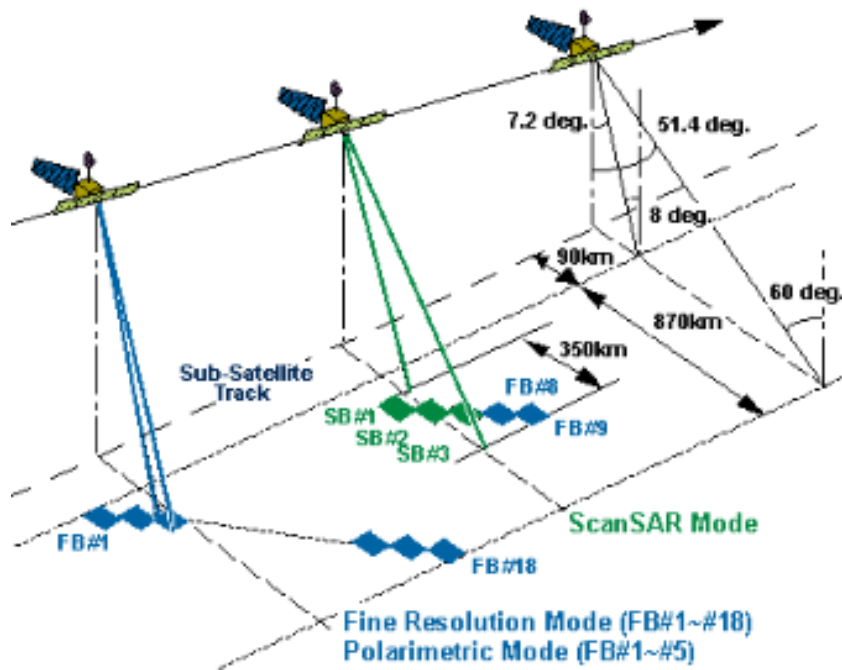 7.2 deg.
51.4 deg.
8 deg.
90km
60 deg.
870km
350km
Sub-Satellite
Track
FB#8
SB#1
FB#9
SB#2
SB#3
ScanSAR Mode
FB#1
FB#18
Fine Resolution Mode (FB#1~#18)
Polarimetric Mode (FB#1~#5)